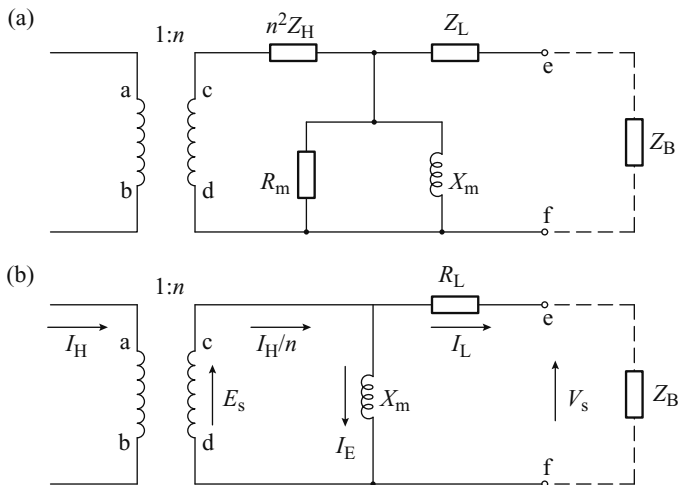 (a)
1:n
n²Z_H
Z_L
a
c
e
Z_B
R_m
X_m
b
d
f
(b)
1:n
R_L
I_H
a
c
I_H/n
I_L
e
E_s
X_m
V_s
Z_B
b
d
I_E
f